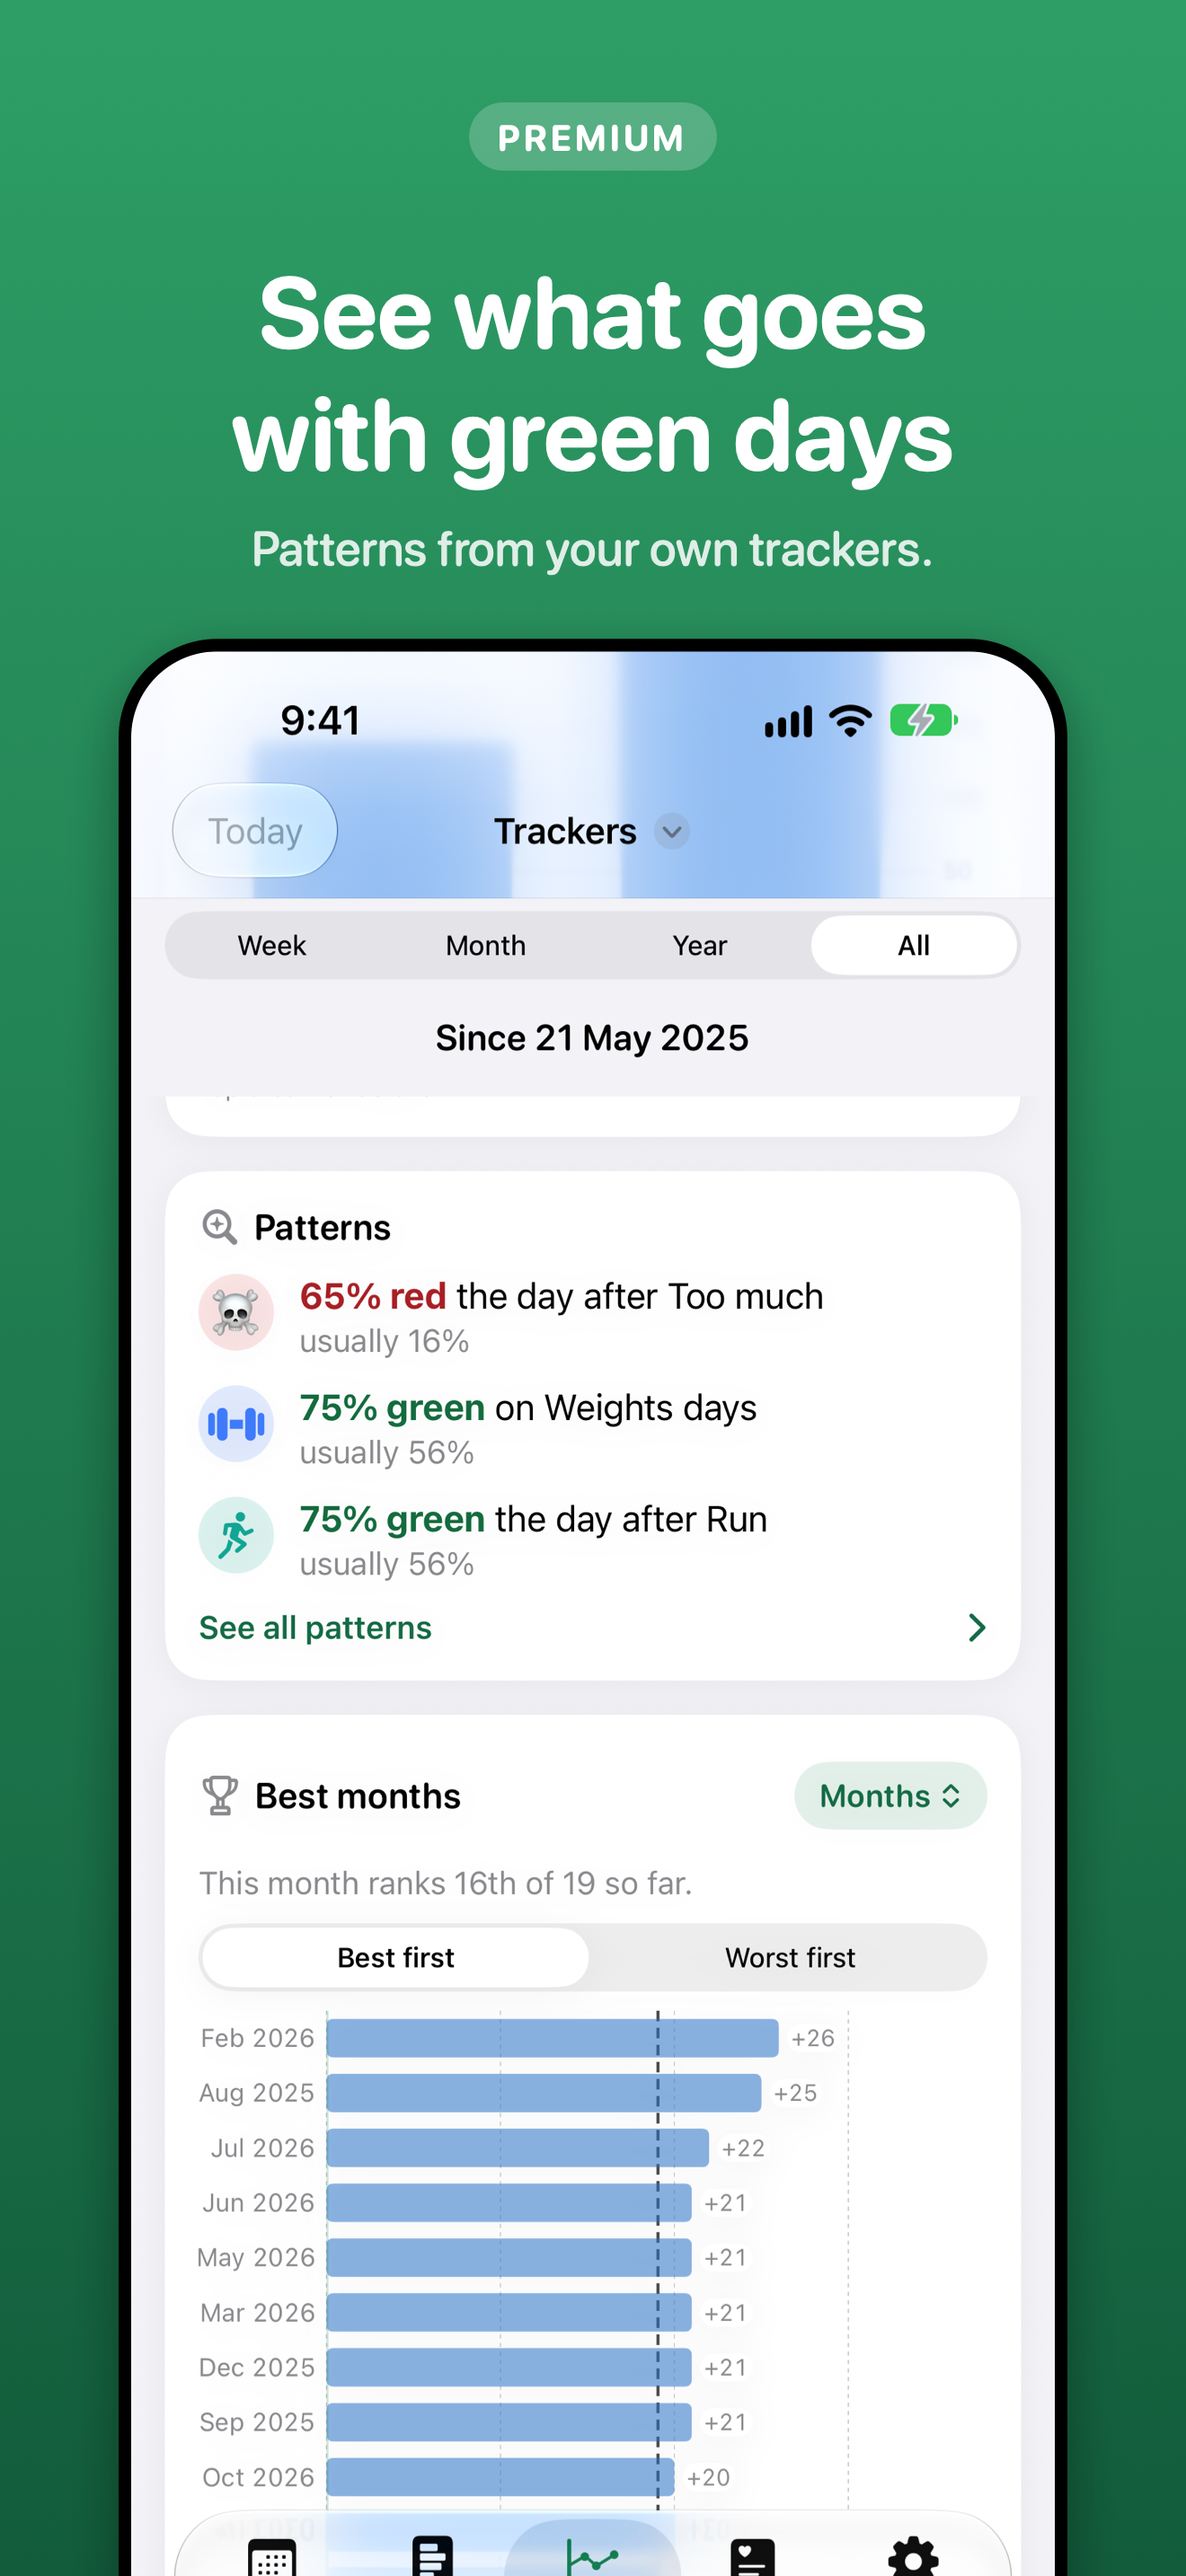 PREMIUM
See what goes
with green days
Patterns from your own trackers.
9:41
Today
Trackers
50
Week
Month
Year
All
Since 21 May 2025
Patterns
65% red the day after Too much
usually 16%
75% green on Weights days
usually 56%
75% green the day after Run
usually 56%
See all patterns
Best months
Months
This month ranks 16th of 19 so far.
Best first
Worst first
Feb 2026
+26
Aug 2025
+25
Jul 2026
+22
Jun 2026
+21
May 2026
+21
Mar 2026
+21
Dec 2025
+21
Sep 2025
+21
Oct 2026
+20